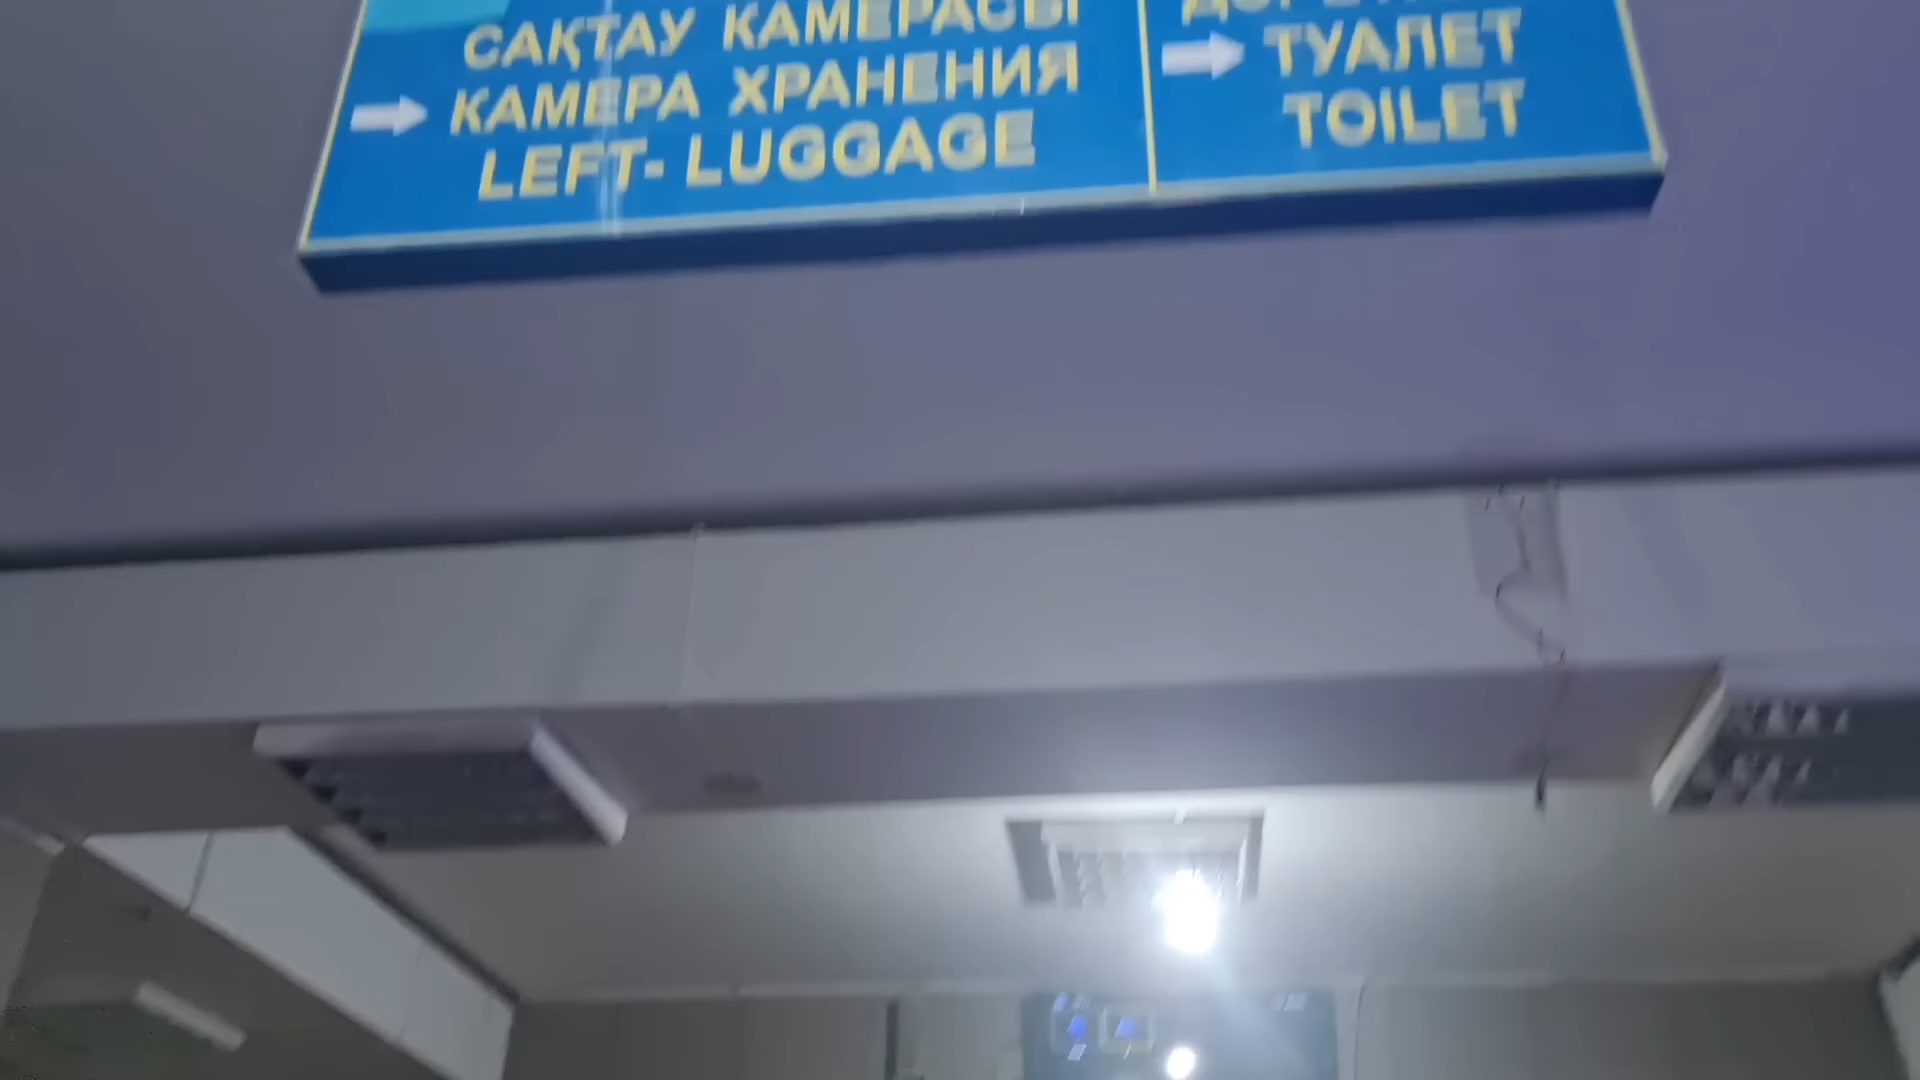 САҚТАУ КАМЕРАСЫ
КАМЕРА ХРАНЕНИЯ
LEFT- LUGGAGE
ТУАЛЕТ
TOILET